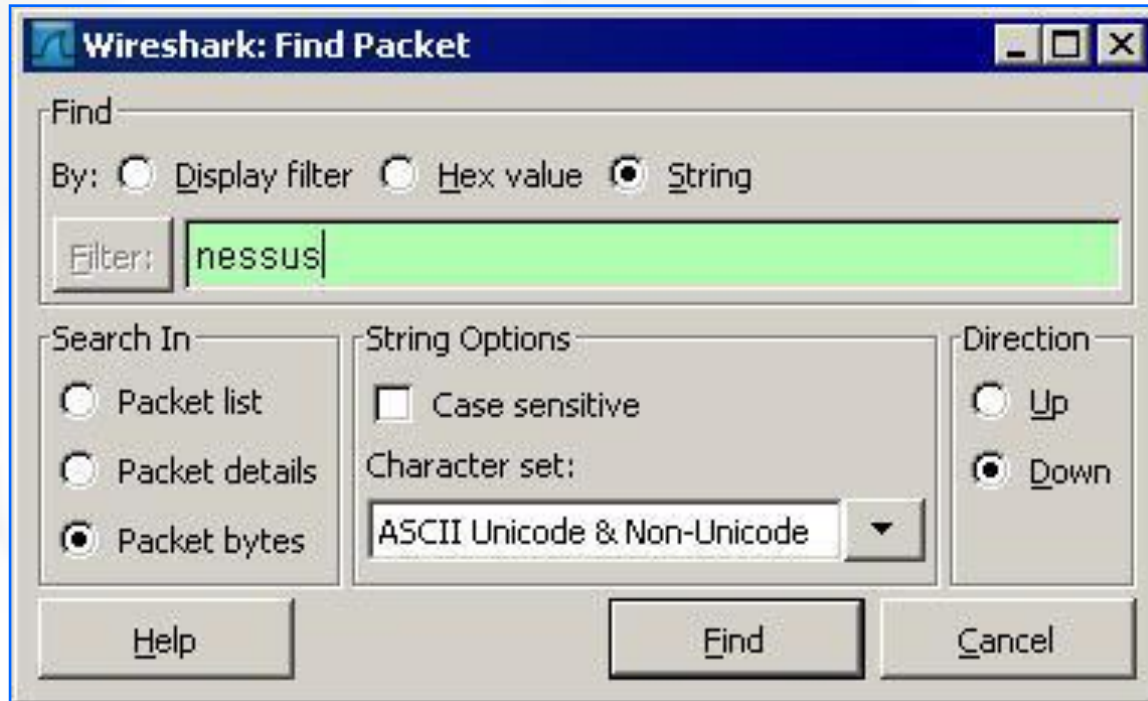 Wireshark: Find Packet
Find
By: Display filter Hex value String
Filter: nessus
Search In
Packet list
Packet details
Packet bytes
String Options
Case sensitive
Character set:
ASCII Unicode & Non-Unicode
Direction
Up
Down
Help Find Cancel